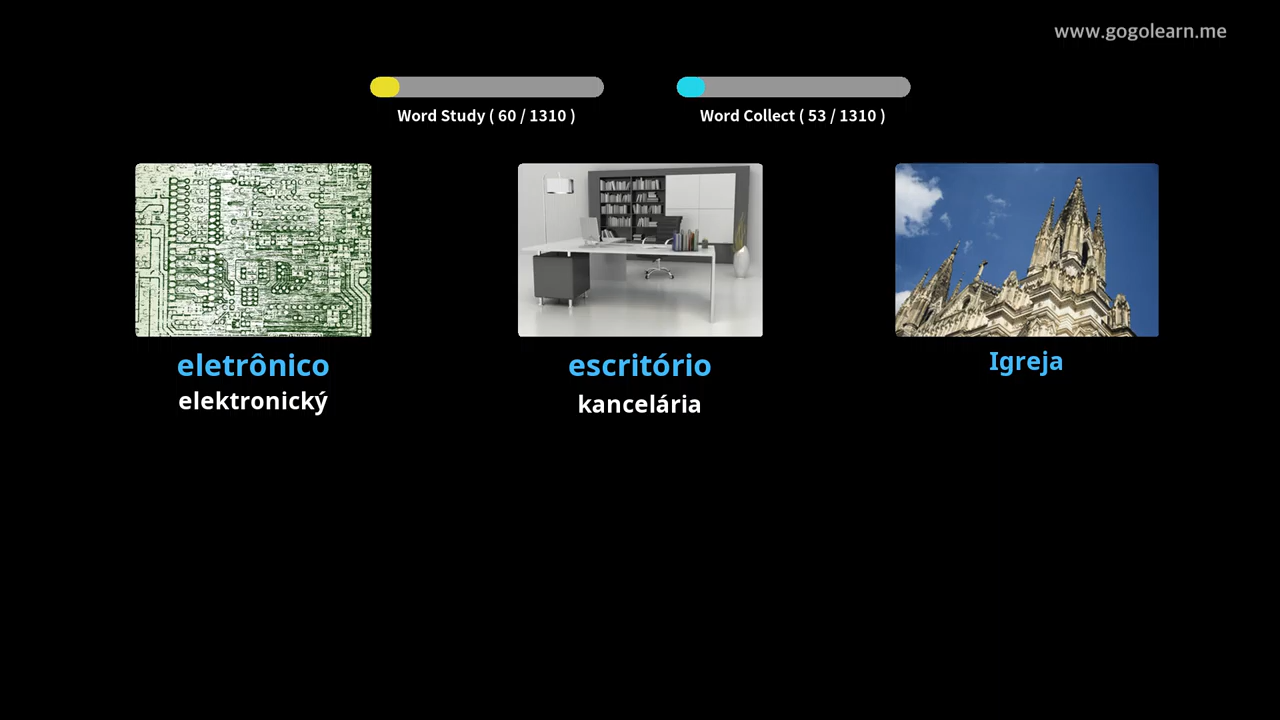 www.gogolearn.me
Word Study ( 60 / 1310 )
Word Collect ( 53 / 1310 )
eletrônico
elektronický
escritório
kancelária
Igreja